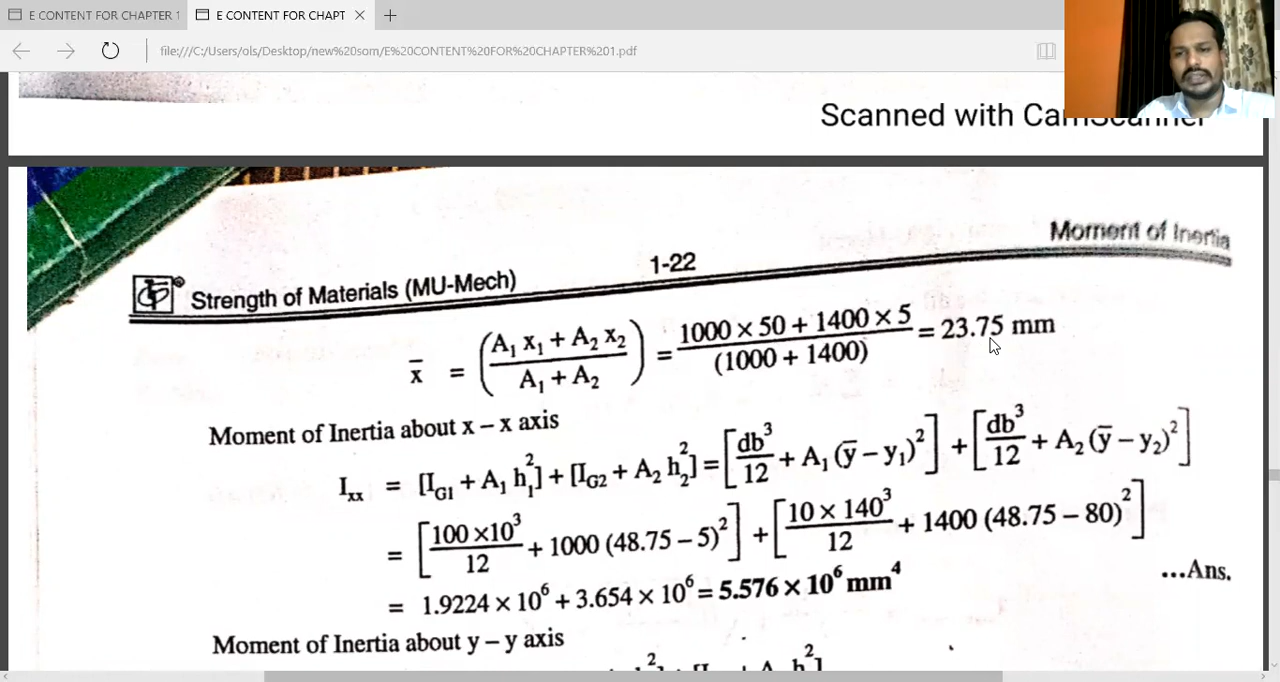 E CONTENT FOR CHAPTER 1
E CONTENT FOR CHAPT
file:///C:/Users/ols/Desktop/new%20som/E%20CONTENT%20FOR%20CHAPTER%201.pdf
Scanned with CamScanner
Moment of Inertia
Strength of Materials (MU-Mech) 1-22
x̄ = (A₁ x₁ + A₂ x₂ / A₁ + A₂) = 1000 × 50 + 1400 × 5 / (1000 + 1400) = 23.75 mm
Moment of Inertia about x – x axis
Iₓₓ = [I_G1 + A₁ h₁²] + [I_G2 + A₂ h₂²] = [db³/12 + A₁ (ȳ – y₁)²] + [db³/12 + A₂ (ȳ – y₂)²]
= [100 ×10³/12 + 1000 (48.75 – 5)²] + [10 × 140³/12 + 1400 (48.75 – 80)²]
= 1.9224 × 10⁶ + 3.654 × 10⁶ = 5.576 × 10⁶ mm⁴ ...Ans.
Moment of Inertia about y – y axis